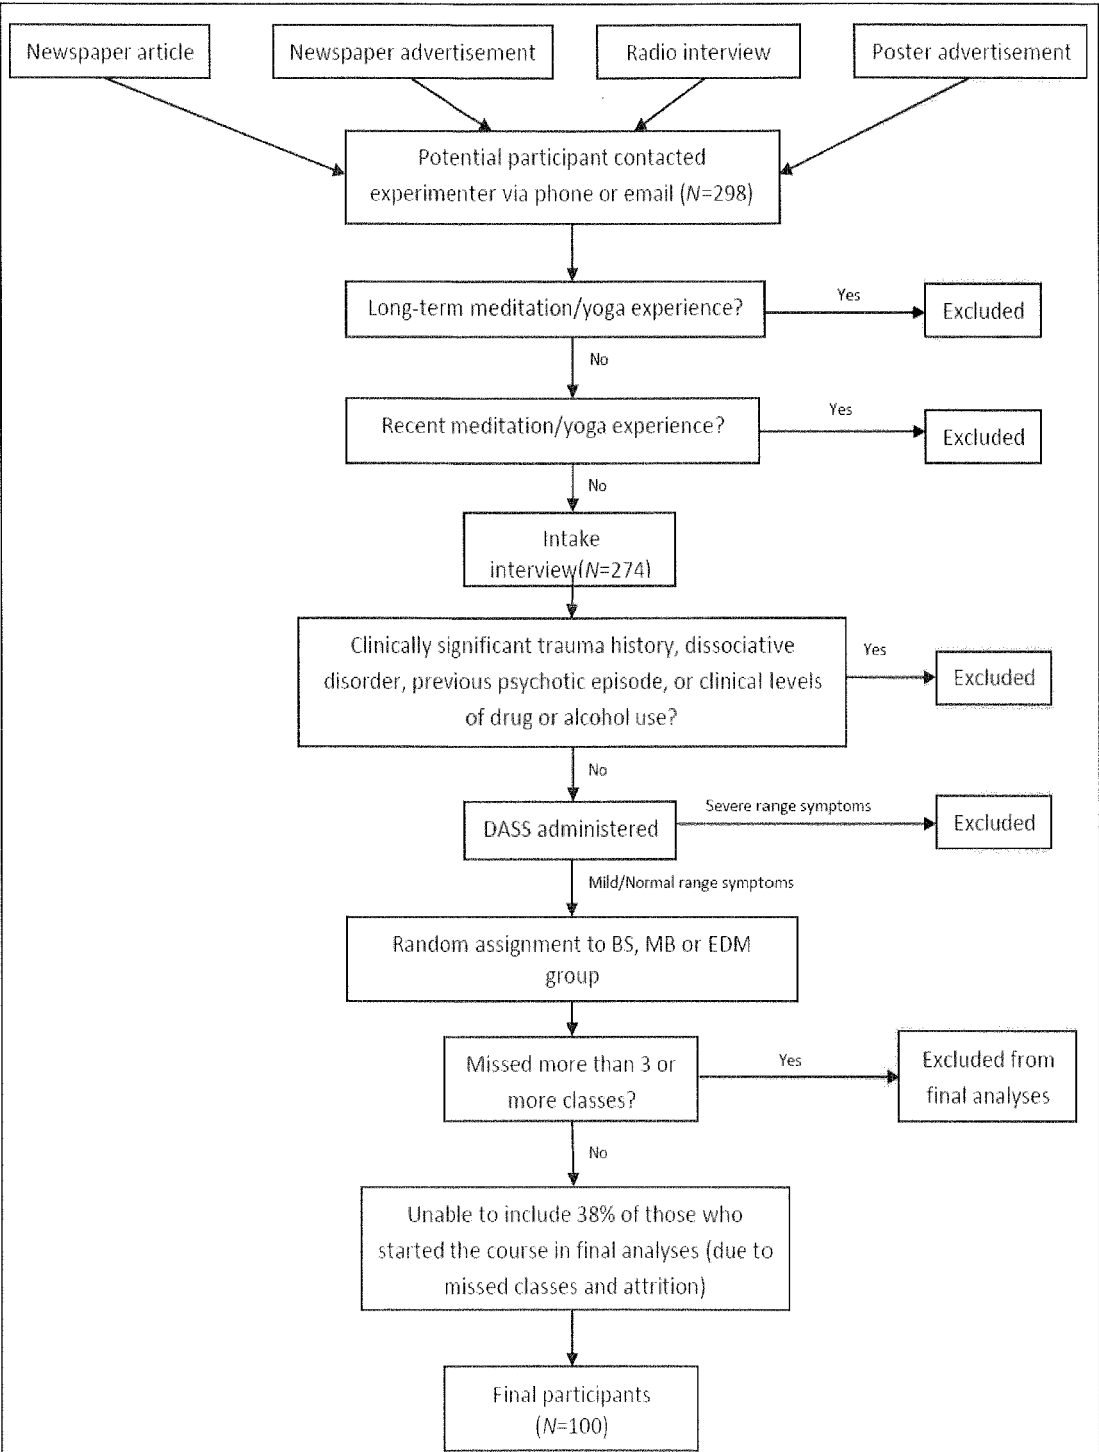 Newspaper article
Newspaper advertisement
Radio interview
Poster advertisement
Potential participant contacted
experimenter via phone or email (N=298)
Long-term meditation/yoga experience?
Yes
Excluded
No
Recent meditation/yoga experience?
Yes
Excluded
No
Intake
interview(N=274)
Clinically significant trauma history, dissociative
disorder, previous psychotic episode, or clinical levels
of drug or alcohol use?
Yes
Excluded
No
DASS administered
Severe range symptoms
Excluded
Mild/Normal range symptoms
Random assignment to BS, MB or EDM
group
Missed more than 3 or
more classes?
Yes
Excluded from
final analyses
No
Unable to include 38% of those who
started the course in final analyses (due to
missed classes and attrition)
Final participants
(N=100)